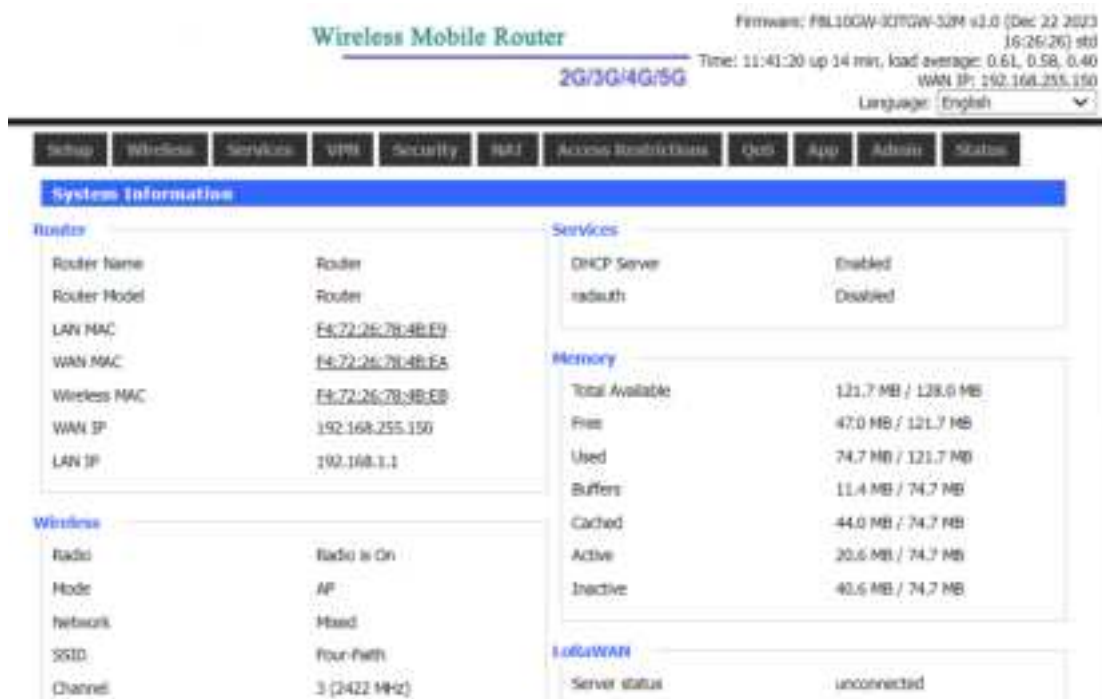 Wireless Mobile Router
2G/3G/4G/5G
Firmware: F8L10GW-IOTGW-32M v2.0 (Dec 22 2023
16:26:26) std
Time: 11:41:20 up 14 min, load average: 0.61, 0.58, 0.40
WAN IP: 192.168.255.150
Language: English
Setup Wireless Services VPN Security NAT Access Restrictions QoS App Admin Status
System Information
Router
Router Name Router
Router Model Router
LAN MAC F4:72:26:78:4B:E9
WAN MAC F4:72:26:78:4B:EA
Wireless MAC F4:72:26:78:4B:EB
WAN IP 192.168.255.150
LAN IP 192.168.1.1
Wireless
Radio Radio is On
Mode AP
Network Mixed
SSID Four-Faith
Channel 3 (2422 MHz)
Services
DHCP Server Enabled
radauth Disabled
Memory
Total Available 121.7 MB / 128.0 MB
Free 47.0 MB / 121.7 MB
Used 74.7 MB / 121.7 MB
Buffers 11.4 MB / 74.7 MB
Cached 44.0 MB / 74.7 MB
Active 20.6 MB / 74.7 MB
Inactive 40.6 MB / 74.7 MB
LoRaWAN
Server status unconnected